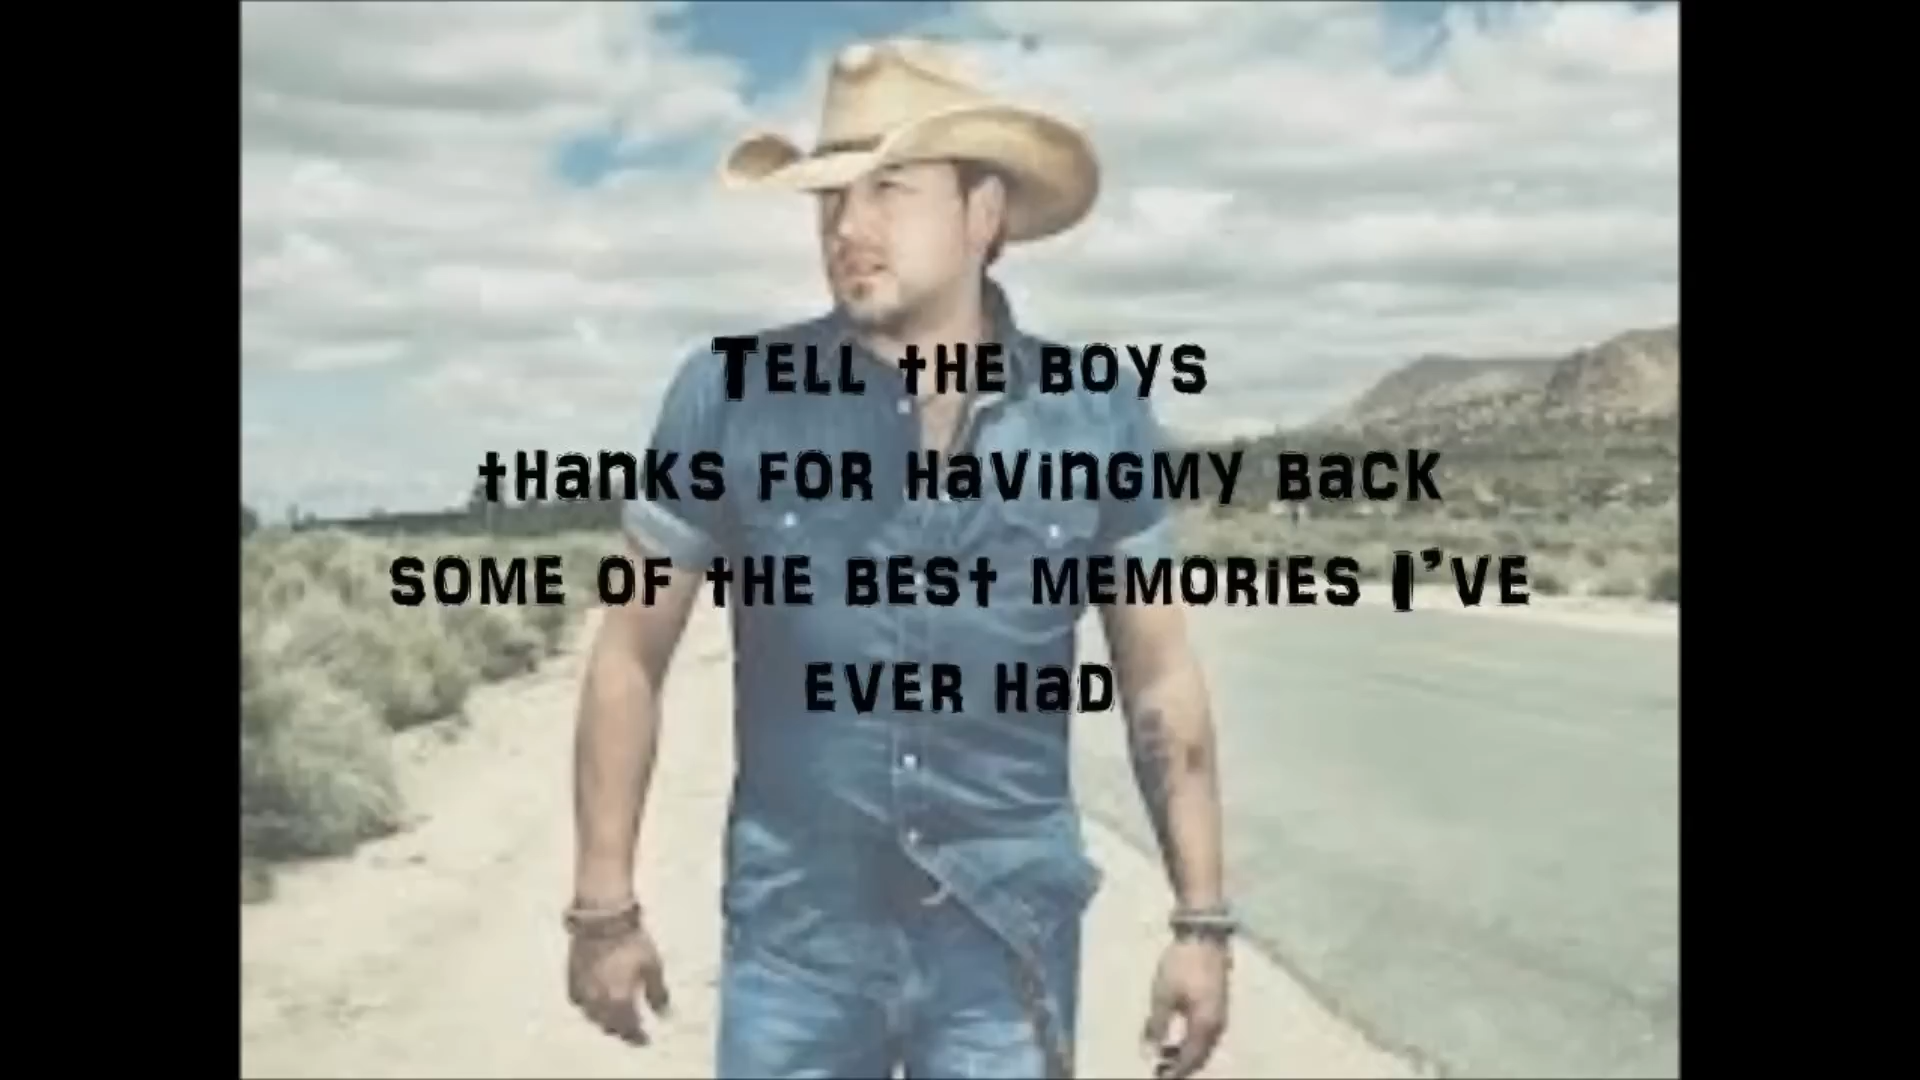 Tell the boys
thanks for havingmy back
some of the best memories I've
ever had